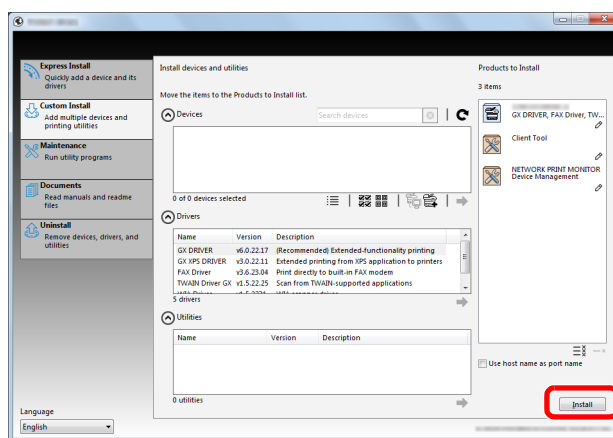 Express Install
Quickly add a device and its
drivers
Custom Install
Add multiple devices and
printing utilities
Maintenance
Run utility programs
Documents
Read manuals and readme
files
Uninstall
Remove devices, drivers, and
utilities
Language
English
Install devices and utilities
Move the items to the Products to Install list.
Devices
Search devices
0 of 0 devices selected
Drivers
Name Version Description
GX DRIVER v6.0.22.17 (Recommended) Extended-functionality printing
GX XPS DRIVER v3.0.22.11 Extended printing from XPS application to printers
FAX Driver v3.6.23.04 Print directly to built-in FAX modem
TWAIN Driver GX v1.5.22.25 Scan from TWAIN-supported applications
5 drivers
Utilities
Name Version Description
0 utilities
Products to Install
3 items
GX DRIVER, FAX Driver, TW...
Client Tool
NETWORK PRINT MONITOR
Device Management
Use host name as port name
Install